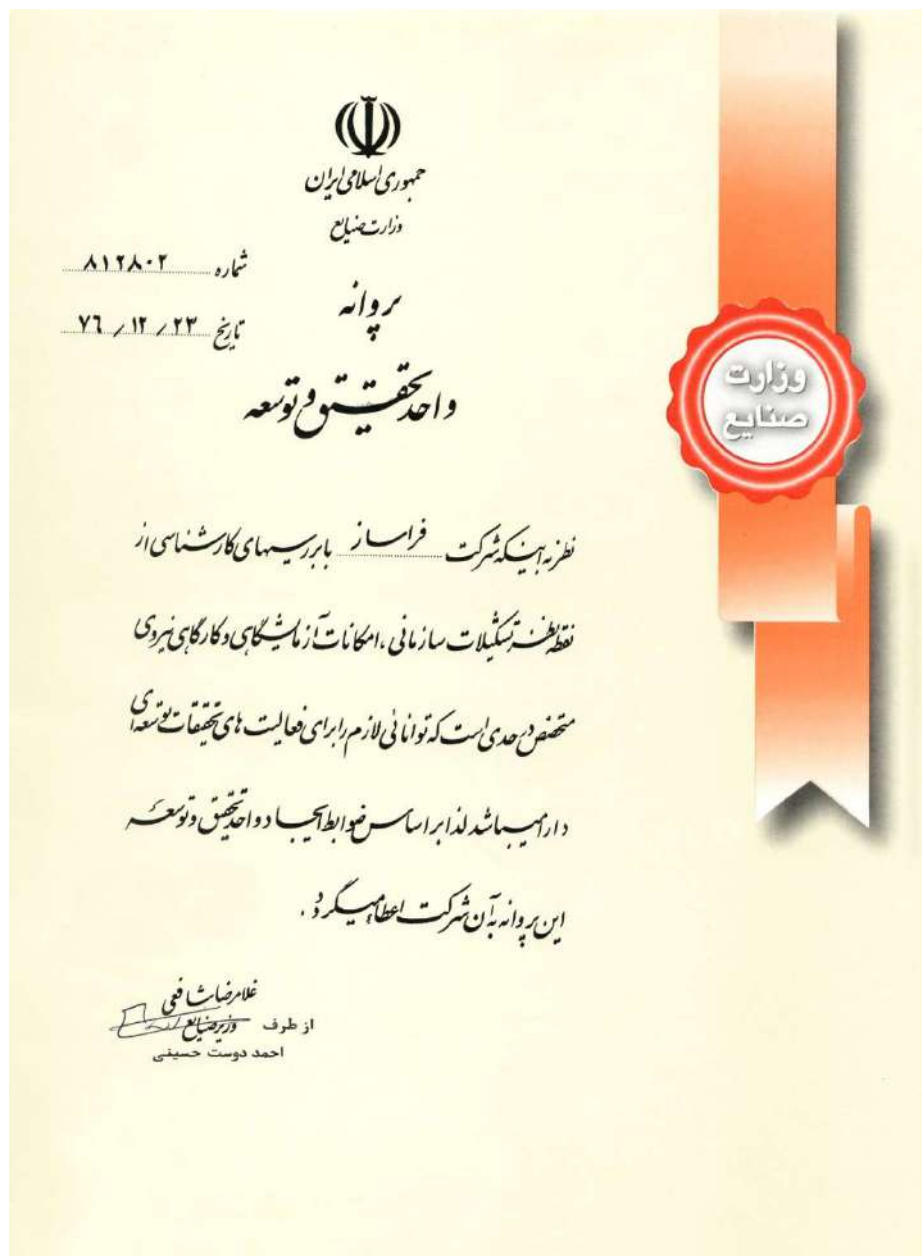 جمهوری اسلامی ایران
وزارت صنایع
شماره ۸۱۲۸۰۲
تاریخ ۷۶/۱۲/۲۳
پروانه
واحد تحقیق و توسعه
وزارت
صنایع
نظر به اینکه شرکت فراساز با بررسیهای کارشناسی از
نقطه نظر تشکیلات سازمانی، امکانات آزمایشگاهی و کارگاهی نیروی
متخصص در حدی است که توانائی لازم را برای فعالیت های تحقیقات توسعه ای
دارا میباشد لذا بر اساس ضوابط ایجاد واحد تحقیق و توسعه
این پروانه به آن شرکت اعطا میگردد.
غلامرضا شافعی
از طرف وزیر صنایع
احمد دوست حسینی